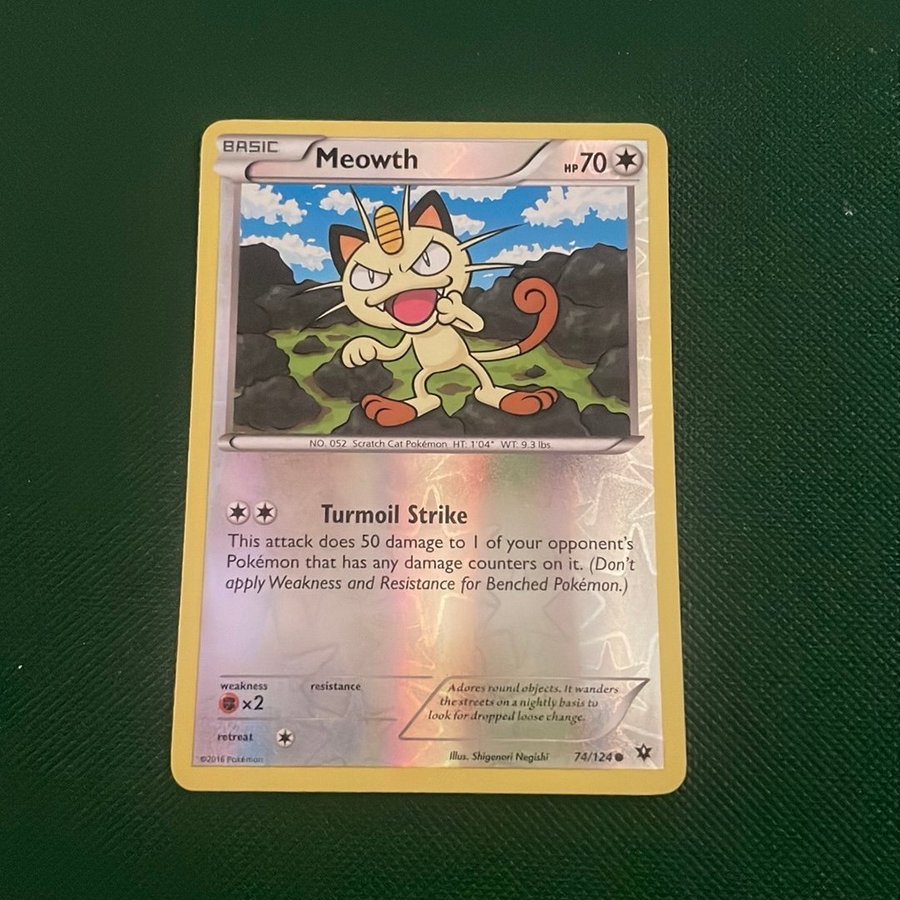 BASIC Meowth HP70
NO. 052 Scratch Cat Pokémon HT: 1'04" WT: 9.3 lbs.
Turmoil Strike
This attack does 50 damage to 1 of your opponent's
Pokémon that has any damage counters on it. (Don't
apply Weakness and Resistance for Benched Pokémon.)
weakness resistance
×2
retreat
Adores round objects. It wanders
the streets on a nightly basis to
look for dropped loose change.
©2016 Pokémon
Illus. Shigenori Negishi 74/124